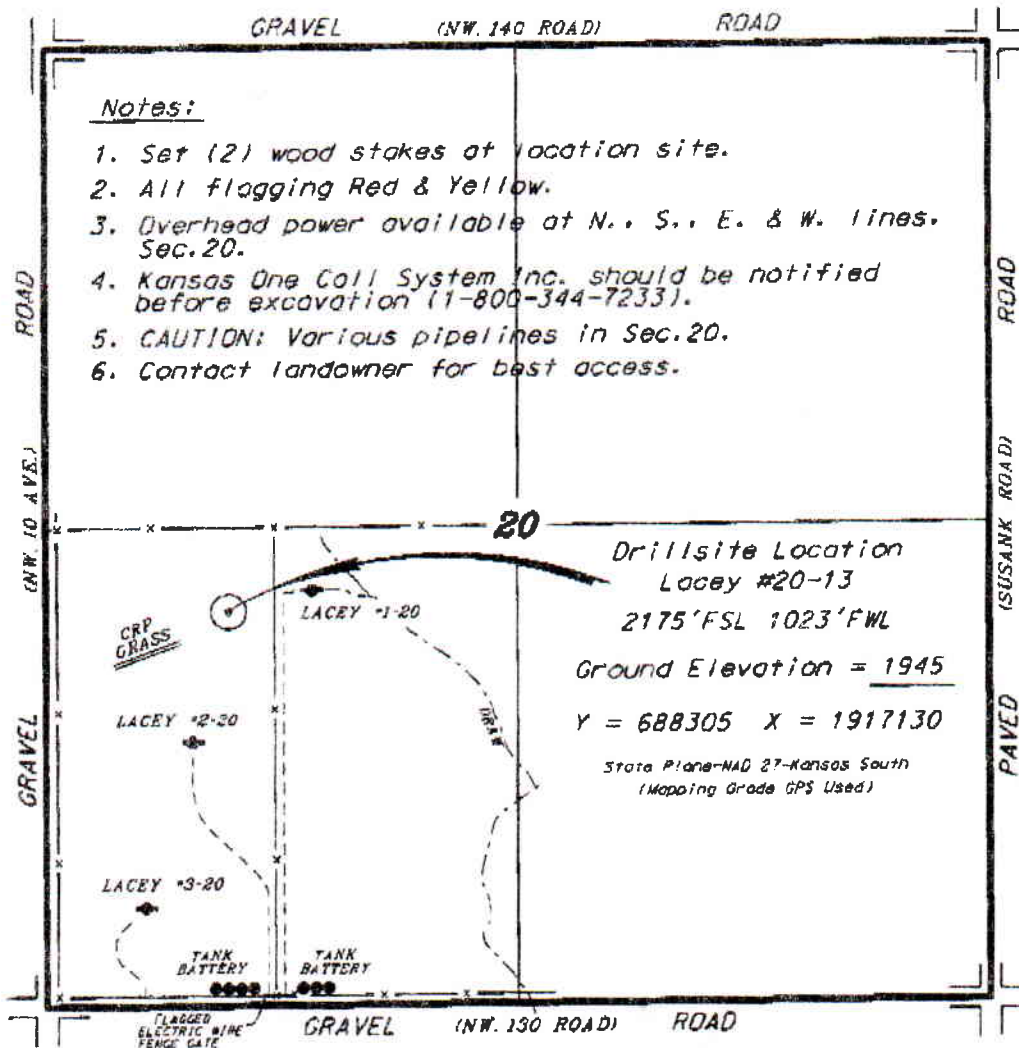 GRAVEL (NW. 140 ROAD) ROAD
Notes:
1. Set (2) wood stakes at location site.
2. All flagging Red & Yellow.
3. Overhead power available at N., S., E. & W. lines.
Sec.20.
4. Kansas One Call System Inc. should be notified
before excavation (1-800-344-7233).
5. CAUTION: Various pipelines in Sec.20.
6. Contact landowner for best access.
ROAD
(NW. 10 AVE.)
GRAVEL
ROAD
(SUSANK ROAD)
PAVED
20
Drillsite Location
Lacey #20-13
2175'FSL 1023'FWL
Ground Elevation = 1945
Y = 688305 X = 1917130
State Plane-NAD 27-Kansas South
(Mapping Grade GPS Used)
LACEY #1-20
CRP
GRASS
LACEY #2-20
DRAW
LACEY #3-20
TANK
BATTERY
TANK
BATTERY
FLAGGED
ELECTRIC WIRE
FENCE GATE
GRAVEL (NW. 130 ROAD) ROAD